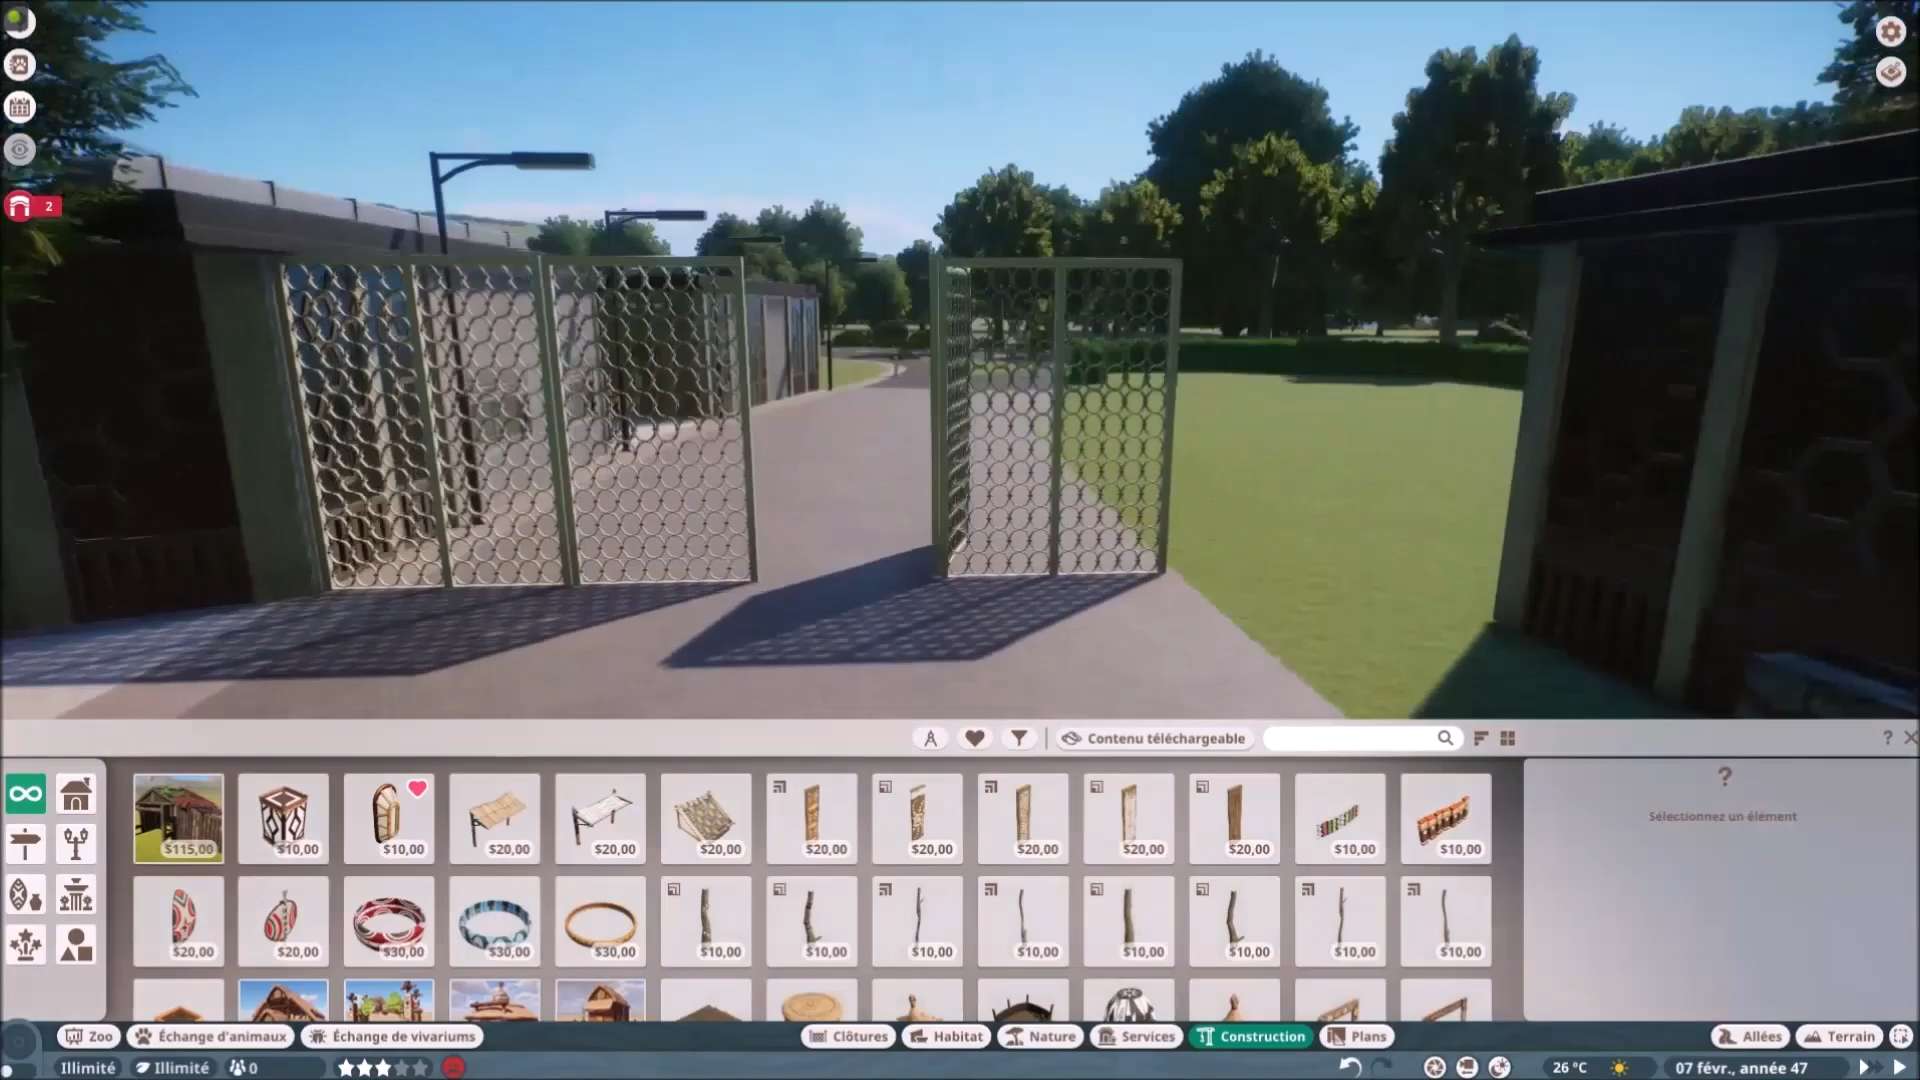 2
Contenu téléchargeable
?
?
Sélectionnez un élément
$115,00 $10,00 $10,00 $20,00 $20,00 $20,00 $20,00 $20,00 $20,00 $20,00 $20,00 $10,00 $10,00
$20,00 $20,00 $30,00 $30,00 $30,00 $10,00 $10,00 $10,00 $10,00 $10,00 $10,00 $10,00 $10,00
Zoo Échange d'animaux Échange de vivariums Clôtures Habitat Nature Services Construction Plans Allées Terrain
Illimité Illimité 0 26 °C 07 févr., année 47